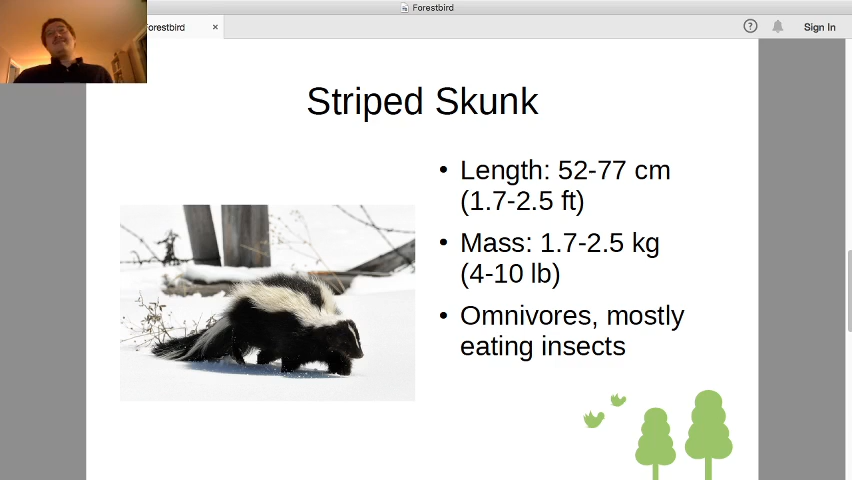 Forestbird
Forestbird ×
? Sign In
Striped Skunk
• Length: 52-77 cm
(1.7-2.5 ft)
• Mass: 1.7-2.5 kg
(4-10 lb)
• Omnivores, mostly
eating insects